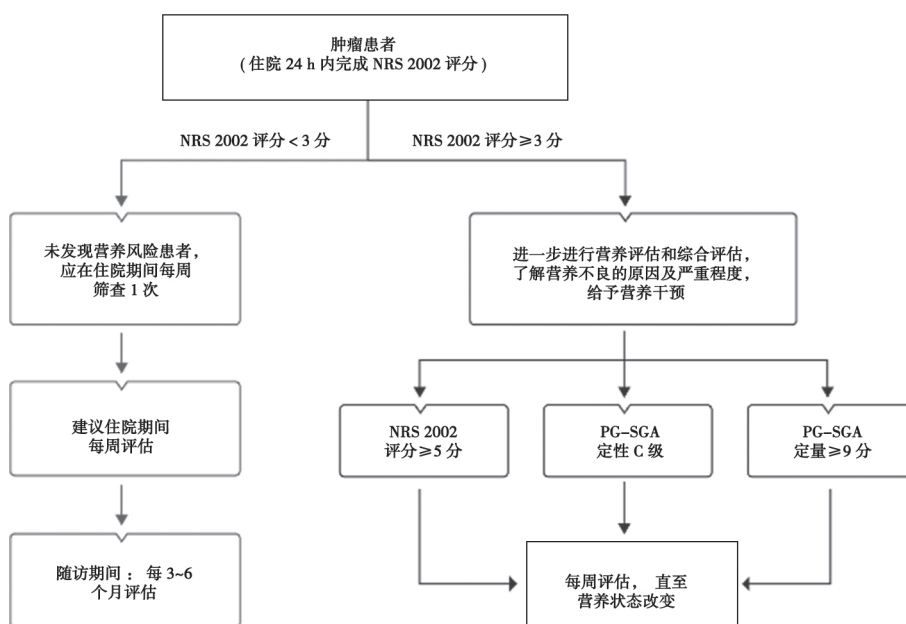 肿瘤患者
(住院 24 h 内完成 NRS 2002 评分)
NRS 2002 评分<3 分
NRS 2002 评分≥3 分
未发现营养风险患者,
应在住院期间每周
筛查 1 次
进一步进行营养评估和综合评估,
了解营养不良的原因及严重程度,
给予营养干预
建议住院期间
每周评估
NRS 2002
评分≥5 分
PG-SGA
定性 C 级
PG-SGA
定量≥9 分
随访期间: 每 3~6
个月评估
每周评估, 直至
营养状态改变